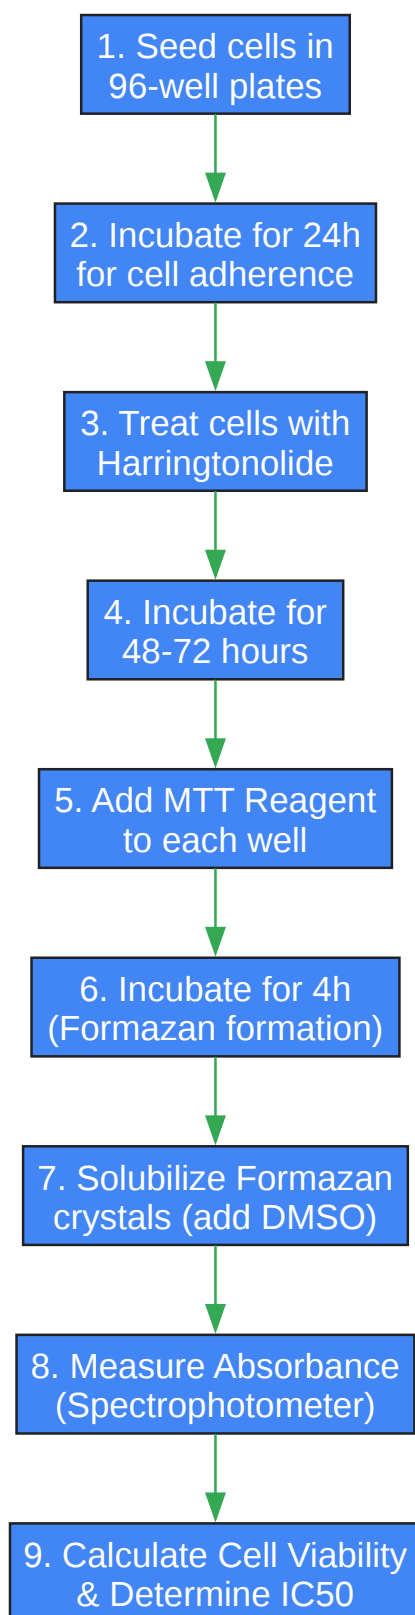 1. Seed cells in
96-well plates
2. Incubate for 24h
for cell adherence
3. Treat cells with
Harringtonolide
4. Incubate for
48-72 hours
5. Add MTT Reagent
to each well
6. Incubate for 4h
(Formazan formation)
7. Solubilize Formazan
crystals (add DMSO)
8. Measure Absorbance
(Spectrophotometer)
9. Calculate Cell Viability
& Determine IC50